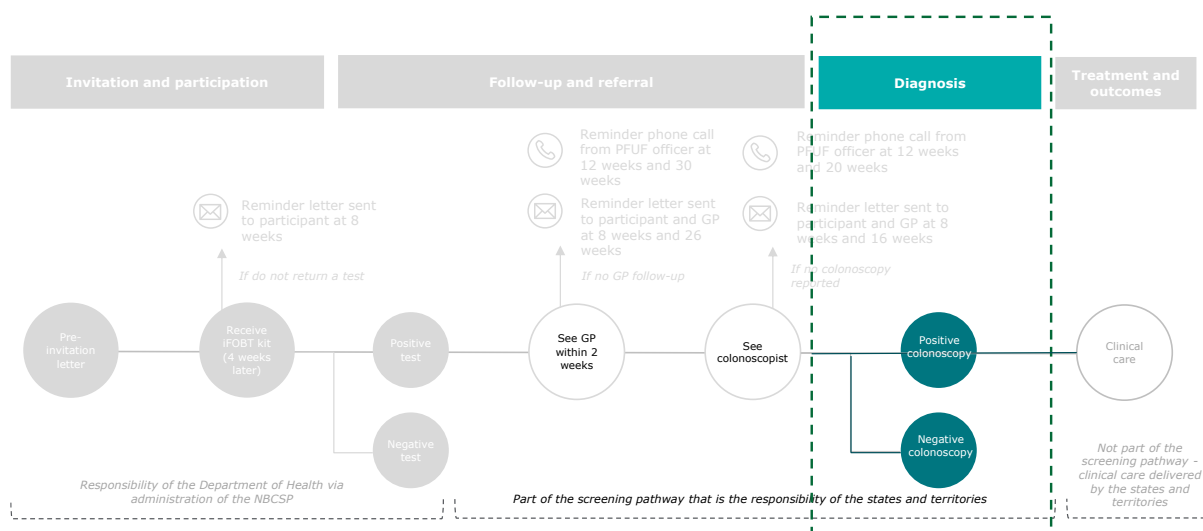 Invitation and participation
Follow-up and referral
Diagnosis
Treatment and
outcomes
Reminder phone call
from PFUF officer at
12 weeks and 30
weeks
Reminder phone call from
PFUF officer at 12 weeks
and 20 weeks
Reminder letter sent
to participant at 8
weeks
Reminder letter sent
to participant and GP
at 8 weeks and 26
weeks
Reminder letter sent to
participant and GP at 8
weeks and 16 weeks
If do not return a test
If no GP follow-up
If no colonoscopy
reported
Pre-
invitation
letter
Receive
iFOBT kit
(4 weeks
later)
Positive
test
See GP
within 2
weeks
See
colonoscopist
Positive
colonoscopy
Clinical
care
Negative
test
Negative
colonoscopy
Responsibility of the Department of Health via
administration of the NBCSP
Part of the screening pathway that is the responsibility of the states and territories
Not part of the
screening pathway -
clinical care delivered
by the states and
territories